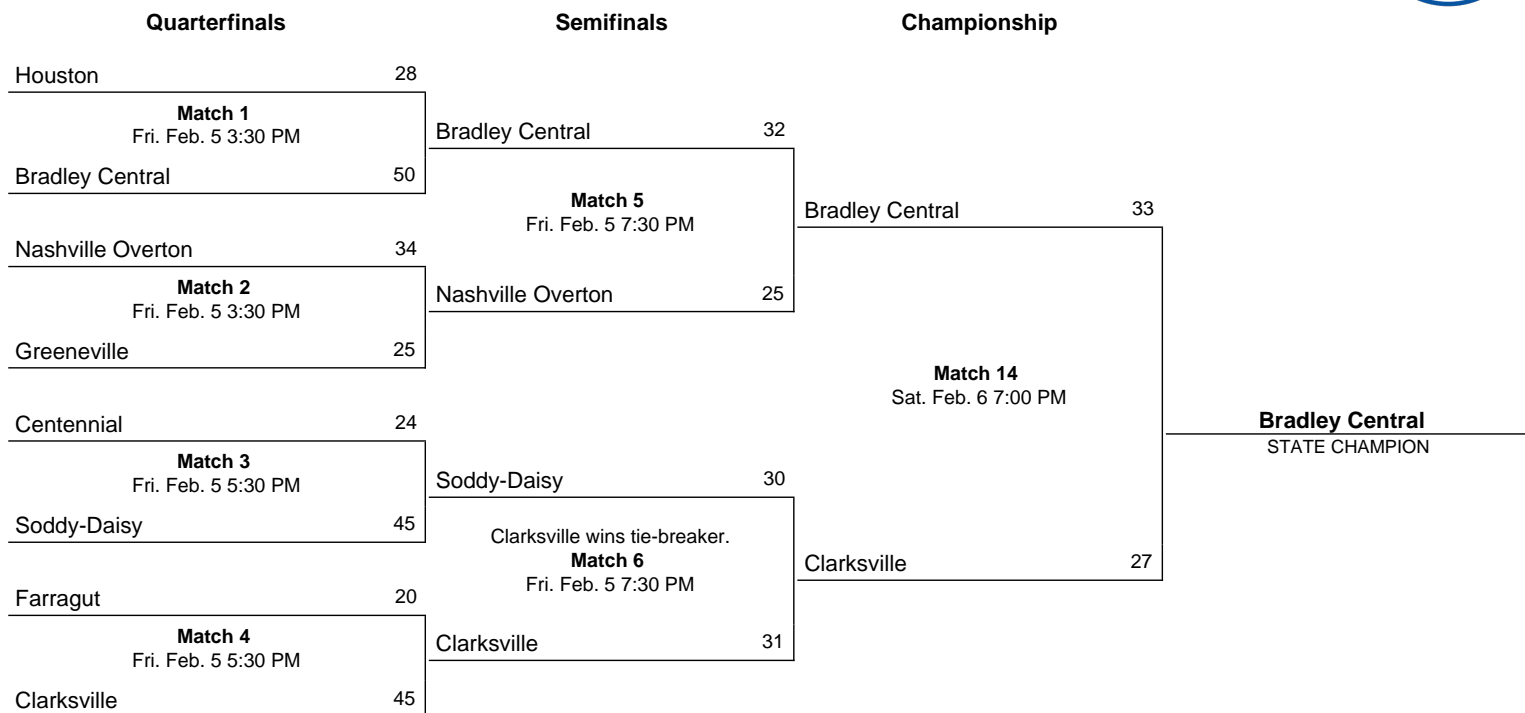 Quarterfinals
Semifinals
Championship
Houston 28
Match 1
Fri. Feb. 5 3:30 PM
Bradley Central 50
Nashville Overton 34
Match 2
Fri. Feb. 5 3:30 PM
Greeneville 25
Centennial 24
Match 3
Fri. Feb. 5 5:30 PM
Soddy-Daisy 45
Farragut 20
Match 4
Fri. Feb. 5 5:30 PM
Clarksville 45
Bradley Central 32
Match 5
Fri. Feb. 5 7:30 PM
Nashville Overton 25
Soddy-Daisy 30
Clarksville wins tie-breaker.
Match 6
Fri. Feb. 5 7:30 PM
Clarksville 31
Bradley Central 33
Match 14
Sat. Feb. 6 7:00 PM
Clarksville 27
Bradley Central
STATE CHAMPION